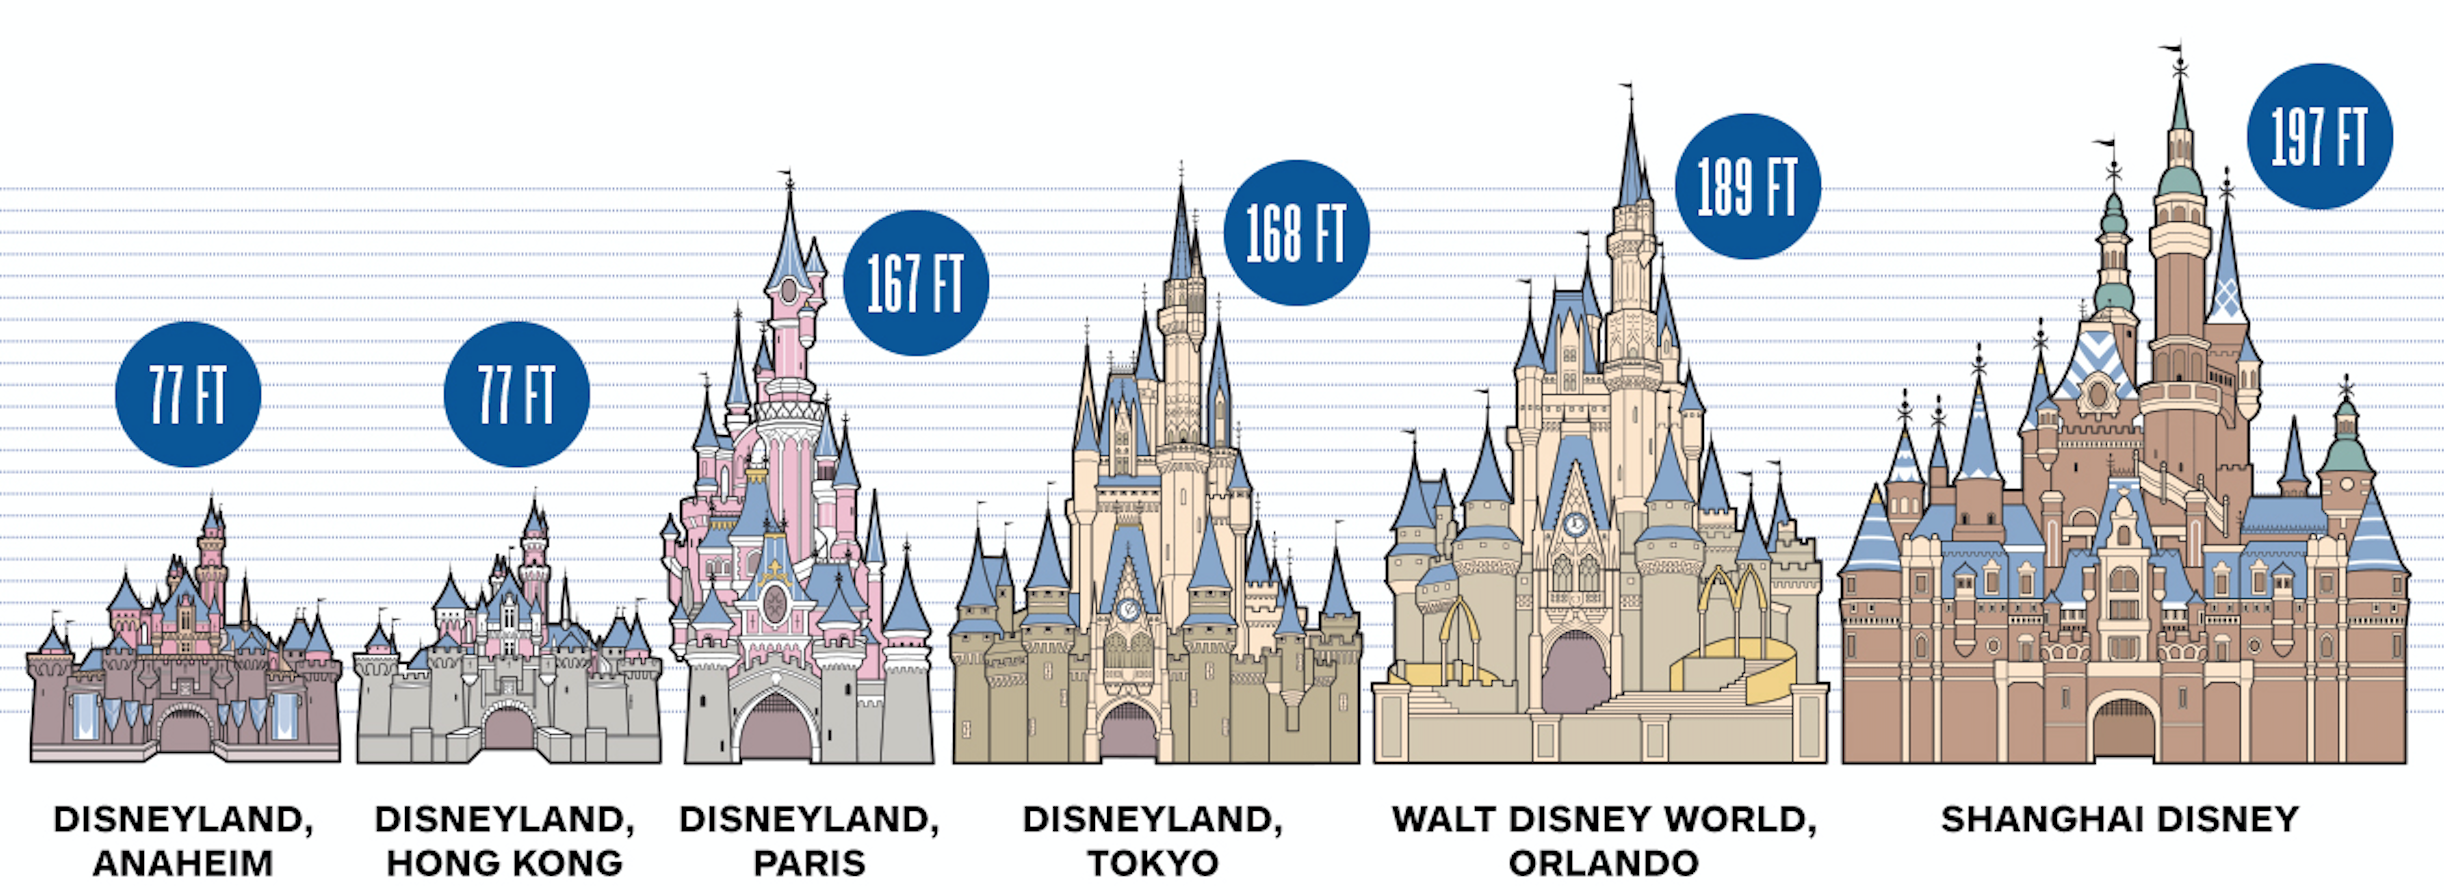 77 FT
77 FT
167 FT
168 FT
189 FT
197 FT
DISNEYLAND,
ANAHEIM
DISNEYLAND,
HONG KONG
DISNEYLAND,
PARIS
DISNEYLAND,
TOKYO
WALT DISNEY WORLD,
ORLANDO
SHANGHAI DISNEY